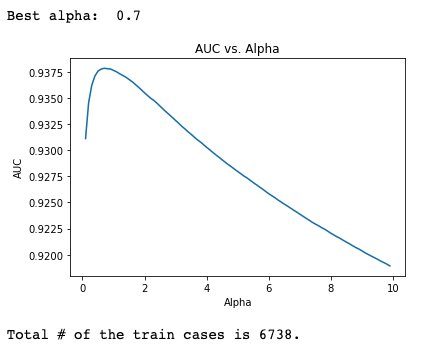 Best alpha:  0.7
AUC vs. Alpha
0.9375
0.9350
0.9325
0.9300
0.9275
0.9250
0.9225
0.9200
AUC
0 2 4 6 8 10
Alpha
Total # of the train cases is 6738.